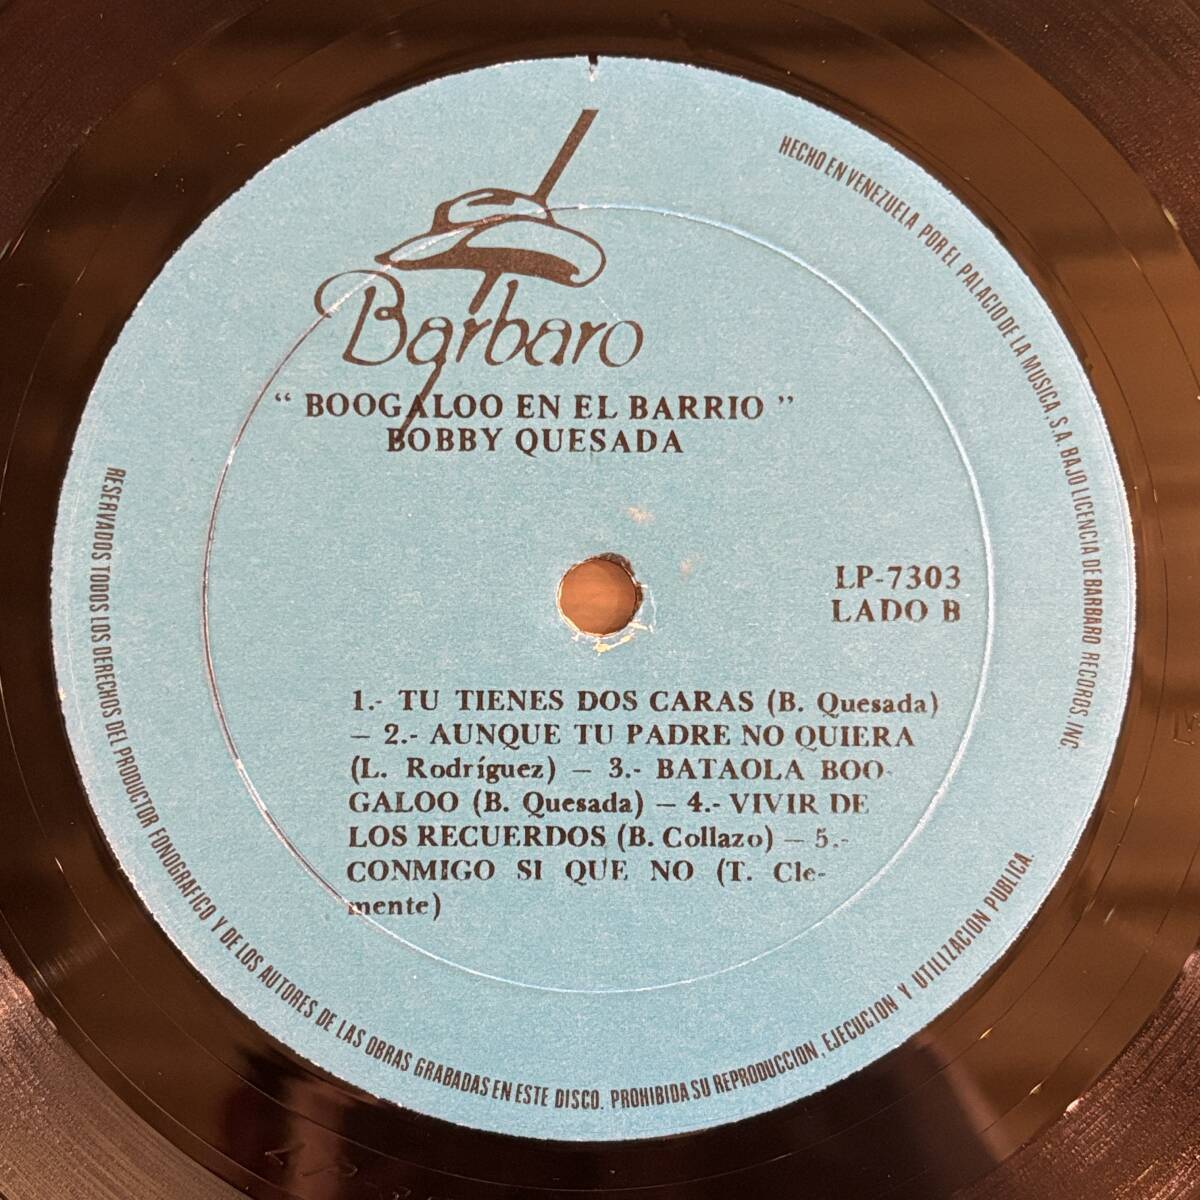 Barbaro
" BOOGALOO EN EL BARRIO "
BOBBY QUESADA
LP-7303
LADO B
1.- TU TIENES DOS CARAS (B. Quesada)
– 2.- AUNQUE TU PADRE NO QUIERA
(L. Rodríguez) – 3.- BATAOLA BOO-
GALOO (B. Quesada) – 4.- VIVIR DE
LOS RECUERDOS (B. Collazo) – 5.-
CONMIGO SI QUE NO (T. Cle-
mente)
HECHO EN VENEZUELA POR EL PALACIO DE LA MUSICA, S.A. BAJO LICENCIA DE BARBARO RECORDS INC
RESERVADOS TODOS LOS DERECHOS DEL PRODUCTOR FONOGRAFICO Y DE LOS AUTORES DE LAS OBRAS GRABADAS EN ESTE DISCO. PROHIBIDA SU REPRODUCCION, EJECUCION Y UTILIZACION PUBLICA.